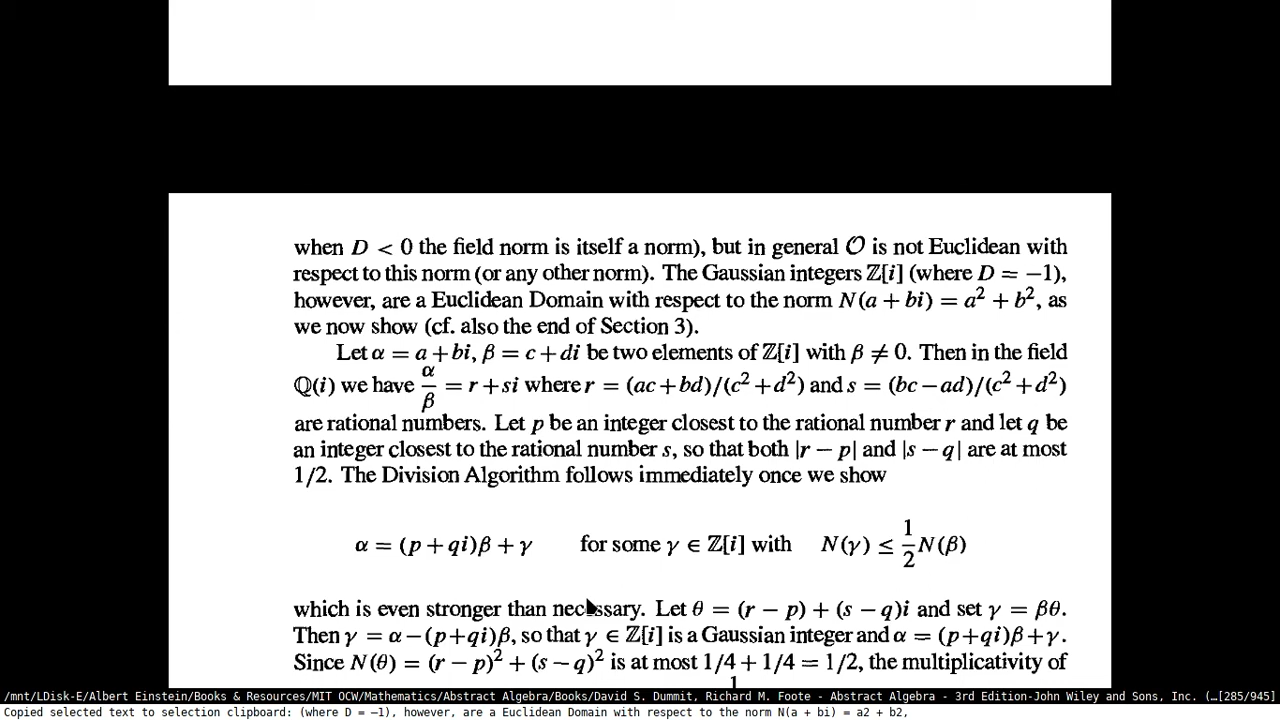 when D < 0 the field norm is itself a norm), but in general 𝒪 is not Euclidean with
respect to this norm (or any other norm). The Gaussian integers ℤ[i] (where D = −1),
however, are a Euclidean Domain with respect to the norm N(a + bi) = a² + b², as
we now show (cf. also the end of Section 3).
Let α = a + bi, β = c + di be two elements of ℤ[i] with β ≠ 0. Then in the field
ℚ(i) we have α/β = r + si where r = (ac + bd)/(c² + d²) and s = (bc − ad)/(c² + d²)
are rational numbers. Let p be an integer closest to the rational number r and let q be
an integer closest to the rational number s, so that both |r − p| and |s − q| are at most
1/2. The Division Algorithm follows immediately once we show
α = (p + qi)β + γ for some γ ∈ ℤ[i] with N(γ) ≤ 1/2 N(β)
which is even stronger than necessary. Let θ = (r − p) + (s − q)i and set γ = βθ.
Then γ = α − (p + qi)β, so that γ ∈ ℤ[i] is a Gaussian integer and α = (p + qi)β + γ.
Since N(θ) = (r − p)² + (s − q)² is at most 1/4 + 1/4 = 1/2, the multiplicativity of
/mnt/LDisk-E/Albert Einstein/Books & Resources/MIT OCW/Mathematics/Abstract Algebra/Books/David S. Dummit, Richard M. Foote - Abstract Algebra - 3rd Edition-John Wiley and Sons, Inc. (…[285/945]
Copied selected text to selection clipboard: (where D = −1), however, are a Euclidean Domain with respect to the norm N(a + bi) = a2 + b2,